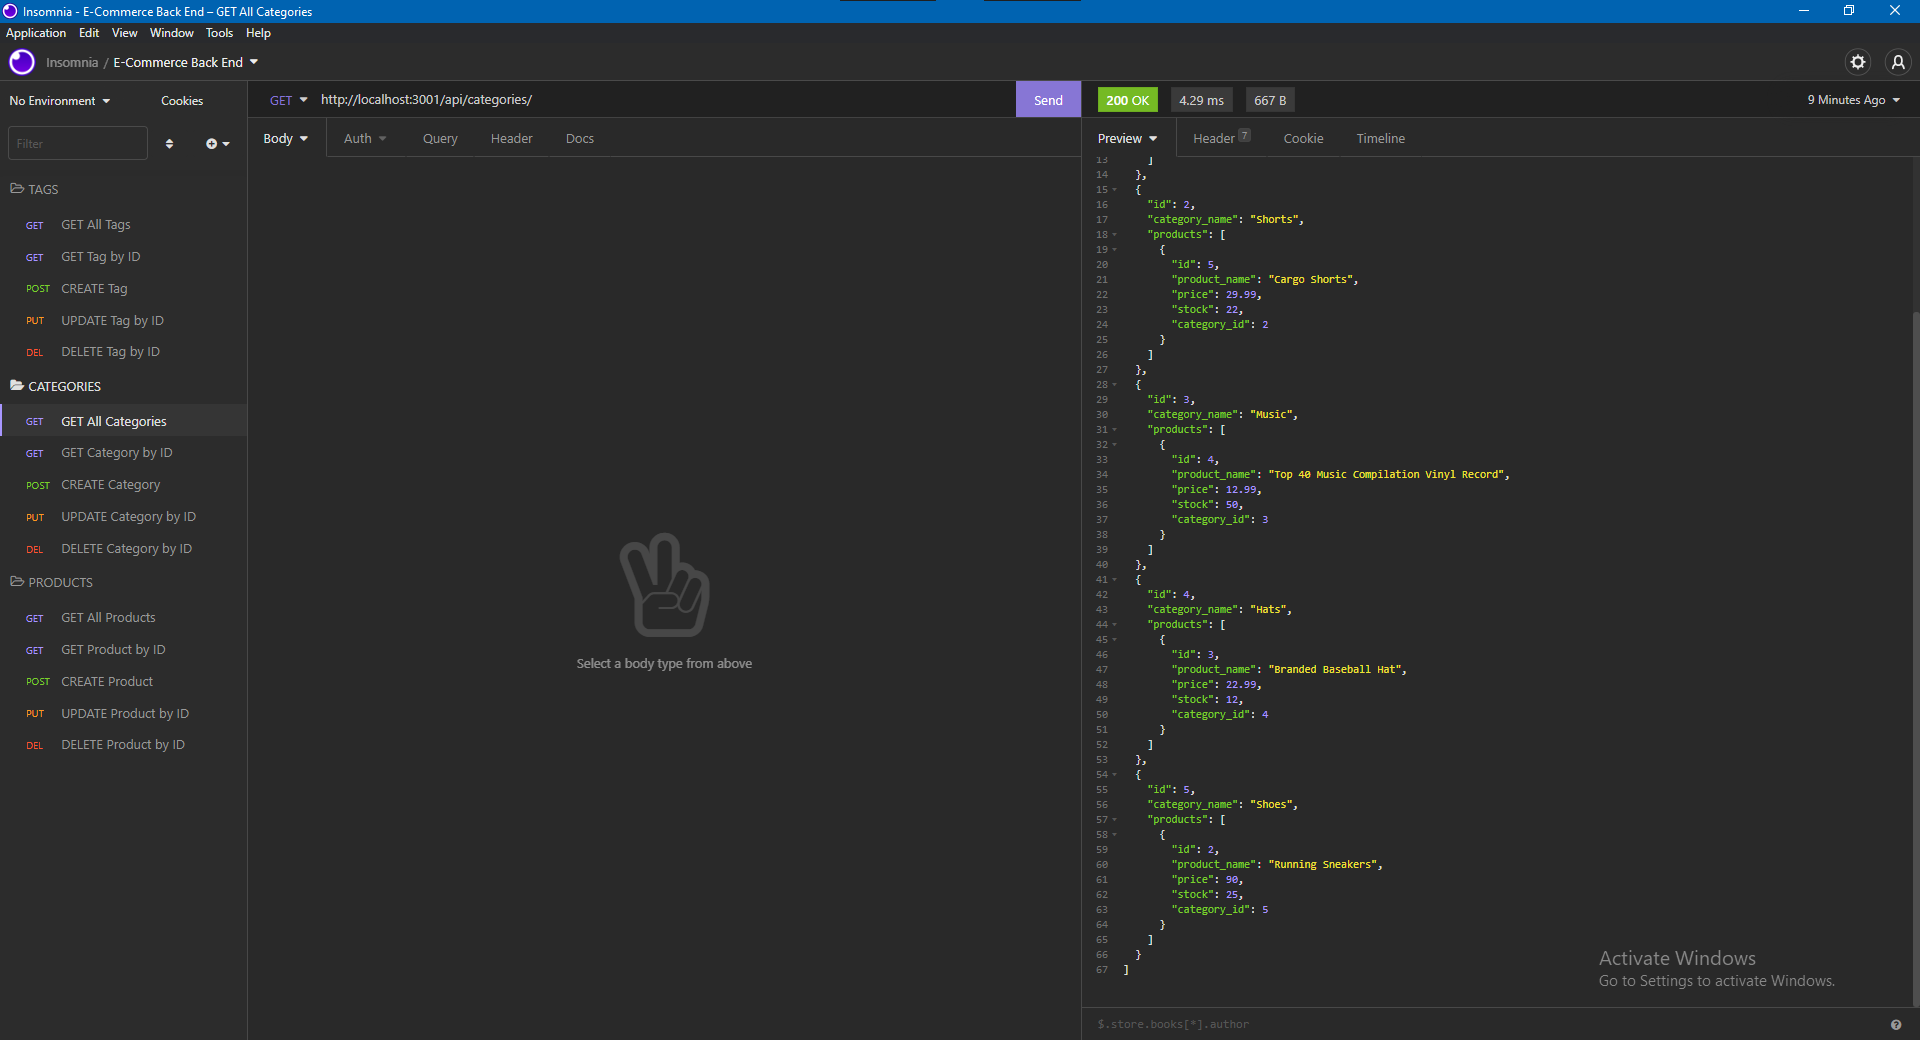 Insomnia - E-Commerce Back End – GET All Categories
Application Edit View Window Tools Help
Insomnia / E-Commerce Back End
No Environment Cookies
Filter
TAGS
GET GET All Tags
GET GET Tag by ID
POST CREATE Tag
PUT UPDATE Tag by ID
DEL DELETE Tag by ID
CATEGORIES
GET GET All Categories
GET GET Category by ID
POST CREATE Category
PUT UPDATE Category by ID
DEL DELETE Category by ID
PRODUCTS
GET GET All Products
GET GET Product by ID
POST CREATE Product
PUT UPDATE Product by ID
DEL DELETE Product by ID
GET http://localhost:3001/api/categories/ Send
Body Auth Query Header Docs
Select a body type from above
200 OK 4.29 ms 667 B 9 Minutes Ago
Preview Header 7 Cookie Timeline
13 ]
14 },
15 {
16 "id": 2,
17 "category_name": "Shorts",
18 "products": [
19 {
20 "id": 5,
21 "product_name": "Cargo Shorts",
22 "price": 29.99,
23 "stock": 22,
24 "category_id": 2
25 }
26 ]
27 },
28 {
29 "id": 3,
30 "category_name": "Music",
31 "products": [
32 {
33 "id": 4,
34 "product_name": "Top 40 Music Compilation Vinyl Record",
35 "price": 12.99,
36 "stock": 50,
37 "category_id": 3
38 }
39 ]
40 },
41 {
42 "id": 4,
43 "category_name": "Hats",
44 "products": [
45 {
46 "id": 3,
47 "product_name": "Branded Baseball Hat",
48 "price": 22.99,
49 "stock": 12,
50 "category_id": 4
51 }
52 ]
53 },
54 {
55 "id": 5,
56 "category_name": "Shoes",
57 "products": [
58 {
59 "id": 2,
60 "product_name": "Running Sneakers",
61 "price": 90,
62 "stock": 25,
63 "category_id": 5
64 }
65 ]
66 }
67 ]
Activate Windows
Go to Settings to activate Windows.
$.store.books[*].author